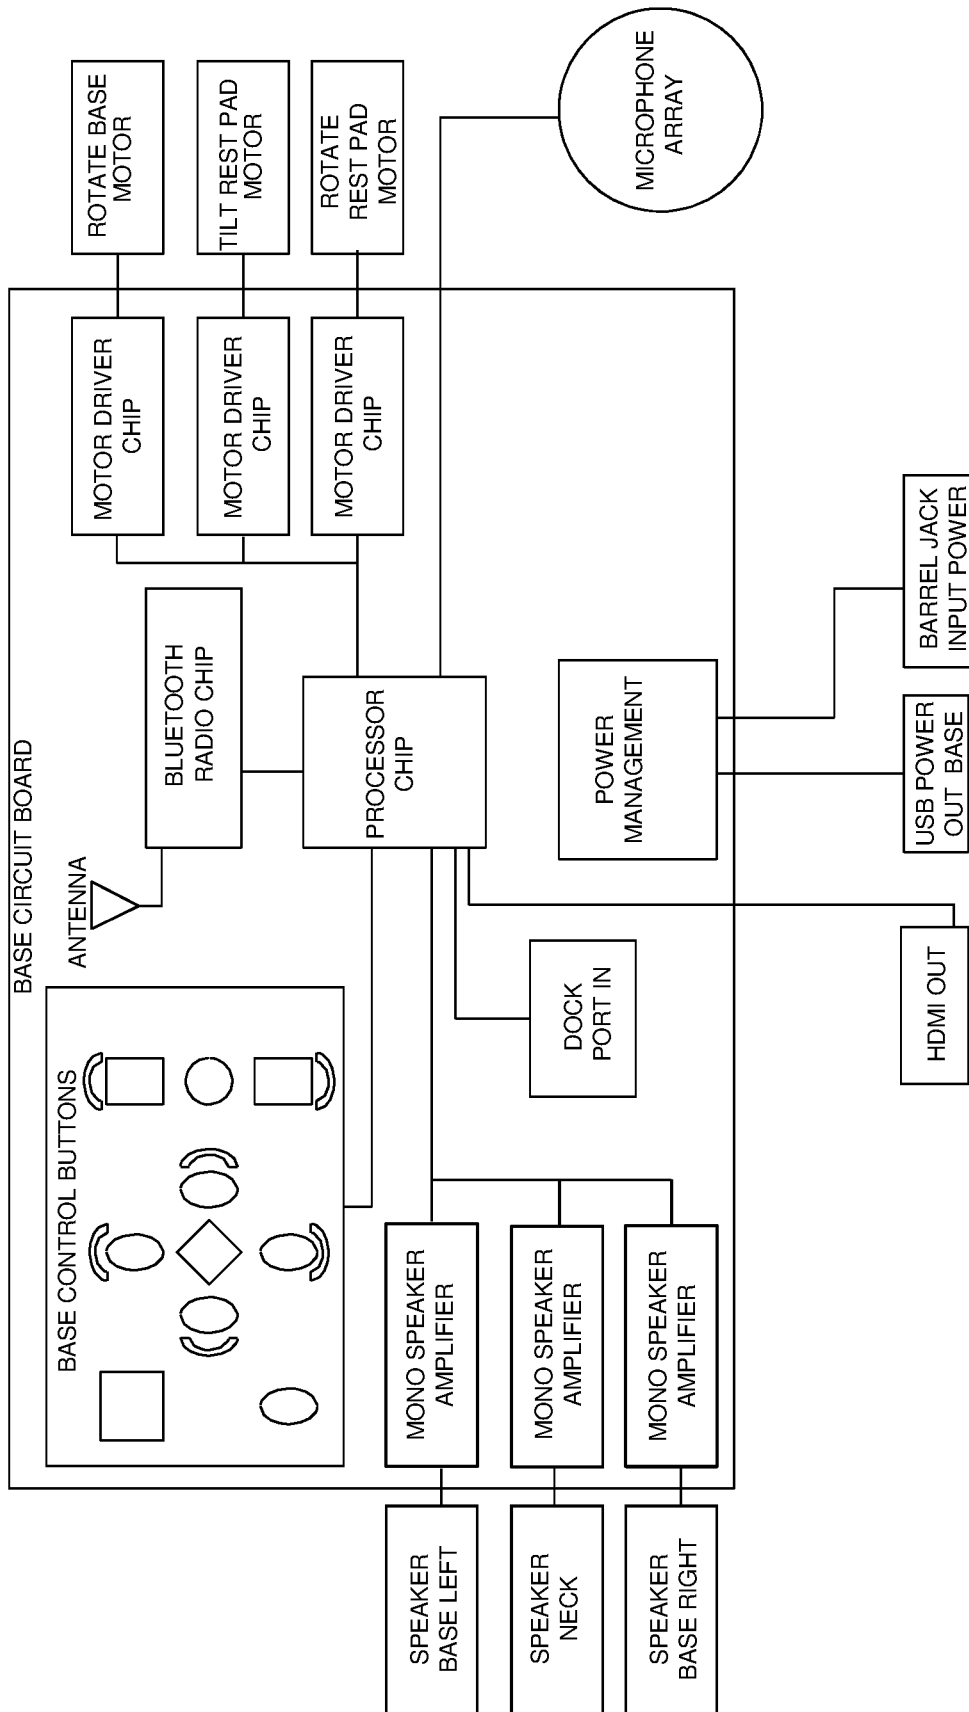 BASE CIRCUIT BOARD
BASE CONTROL BUTTONS
ANTENNA
BLUETOOTH
RADIO CHIP
MOTOR DRIVER
CHIP
ROTATE BASE
MOTOR
MOTOR DRIVER
CHIP
TILT REST PAD
MOTOR
MOTOR DRIVER
CHIP
ROTATE
REST PAD
MOTOR
SPEAKER
BASE LEFT
MONO SPEAKER
AMPLIFIER
PROCESSOR
CHIP
SPEAKER
NECK
MONO SPEAKER
AMPLIFIER
DOCK
PORT IN
POWER
MANAGEMENT
MICROPHONE
ARRAY
SPEAKER
BASE RIGHT
MONO SPEAKER
AMPLIFIER
HDMI OUT
USB POWER
OUT BASE
BARREL JACK
INPUT POWER